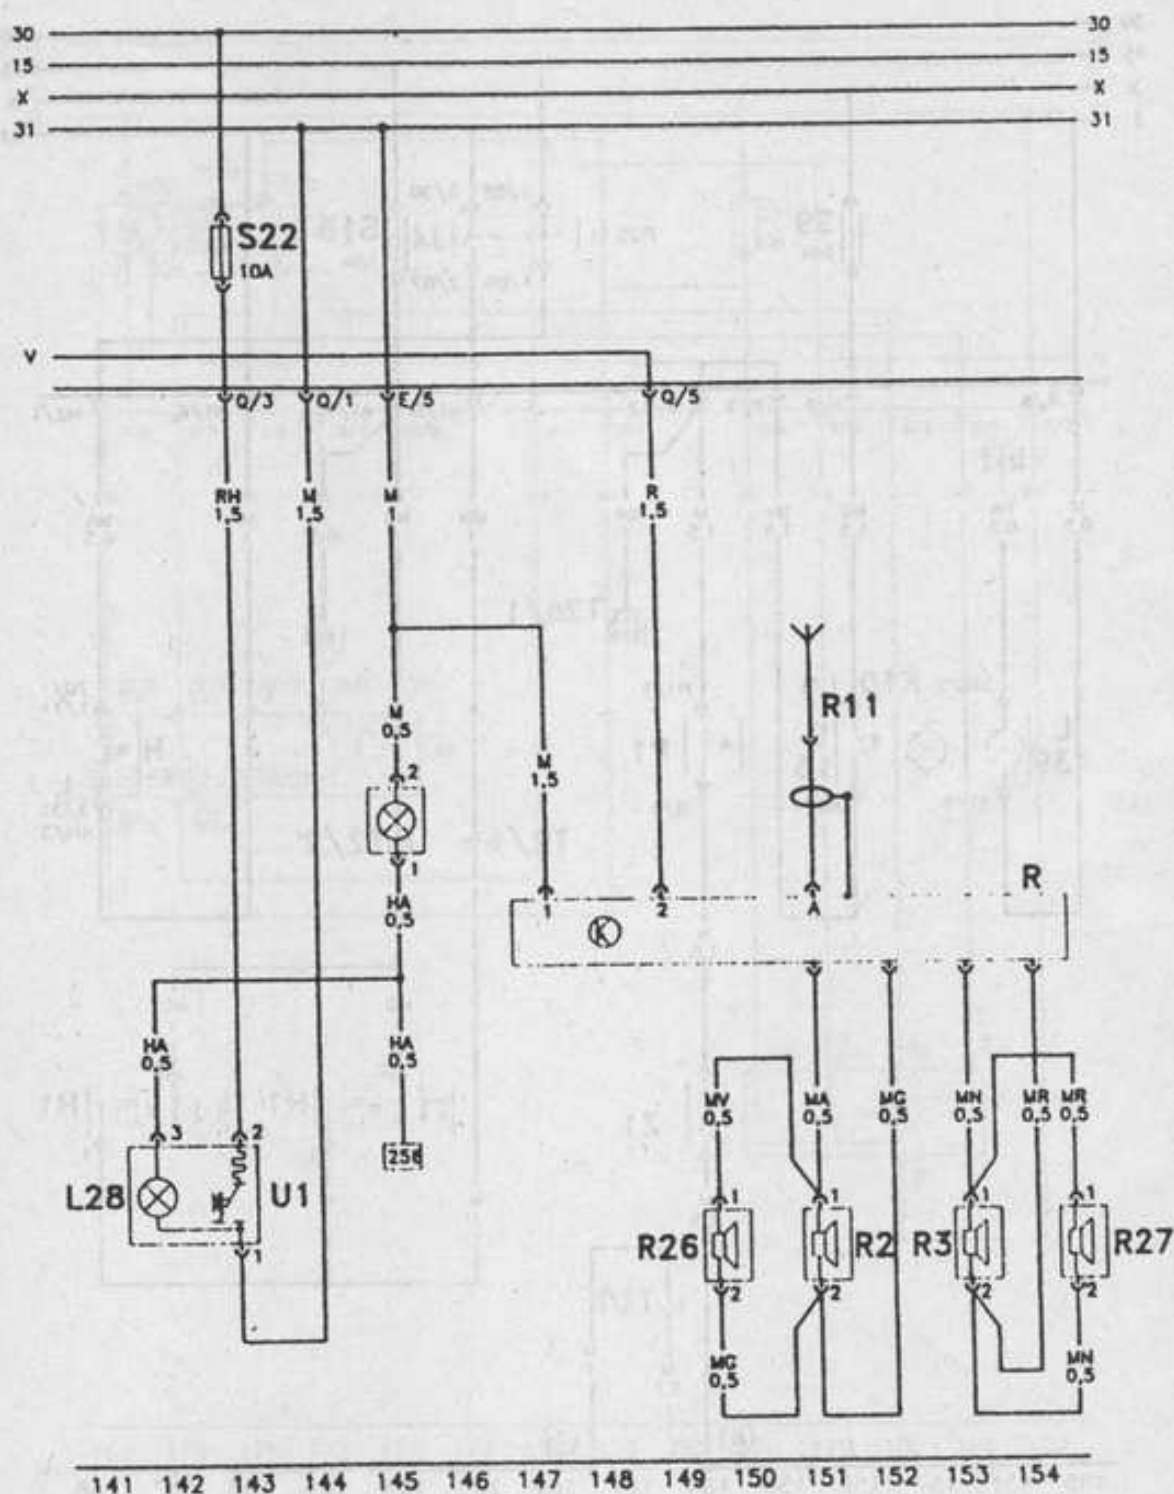 30 30
15 15
X X
31 31
S22
10A
V
Q/3 Q/1 E/5 Q/5
RH M M R
1,5 1,5 1 1,5
R11
M
0,5
M
1,5
2
1
R
1 2 A
K
HA
0,5
HA HA
0,5 0,5
MV MA MG MN MR MR
0,5 0,5 0,5 0,5 0,5 0,5
3 2
L28 U1
1
1 1 1 1
R26 R2 R3 R27
2 2 2 2
MG MN
0,5 0,5
141 142 143 144 145 146 147 148 149 150 151 152 153 154